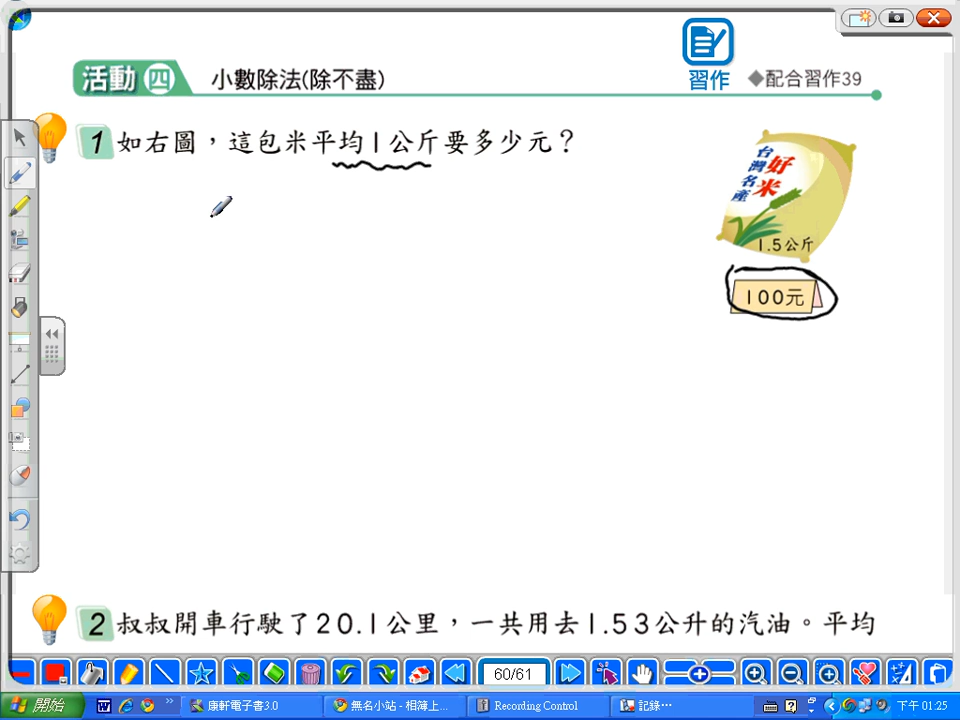 習作
活動 四 小數除法(除不盡) ◆配合習作39
1 如右圖，這包米平均1公斤要多少元？
台灣名產
好米
1.5公斤
100元
2 叔叔開車行駛了20.1公里，一共用去1.53公升的汽油。平均
60/61
開始 W » 康軒電子書3.0 無名小站 - 相簿上... Recording Control 記錄… 下午 01:25